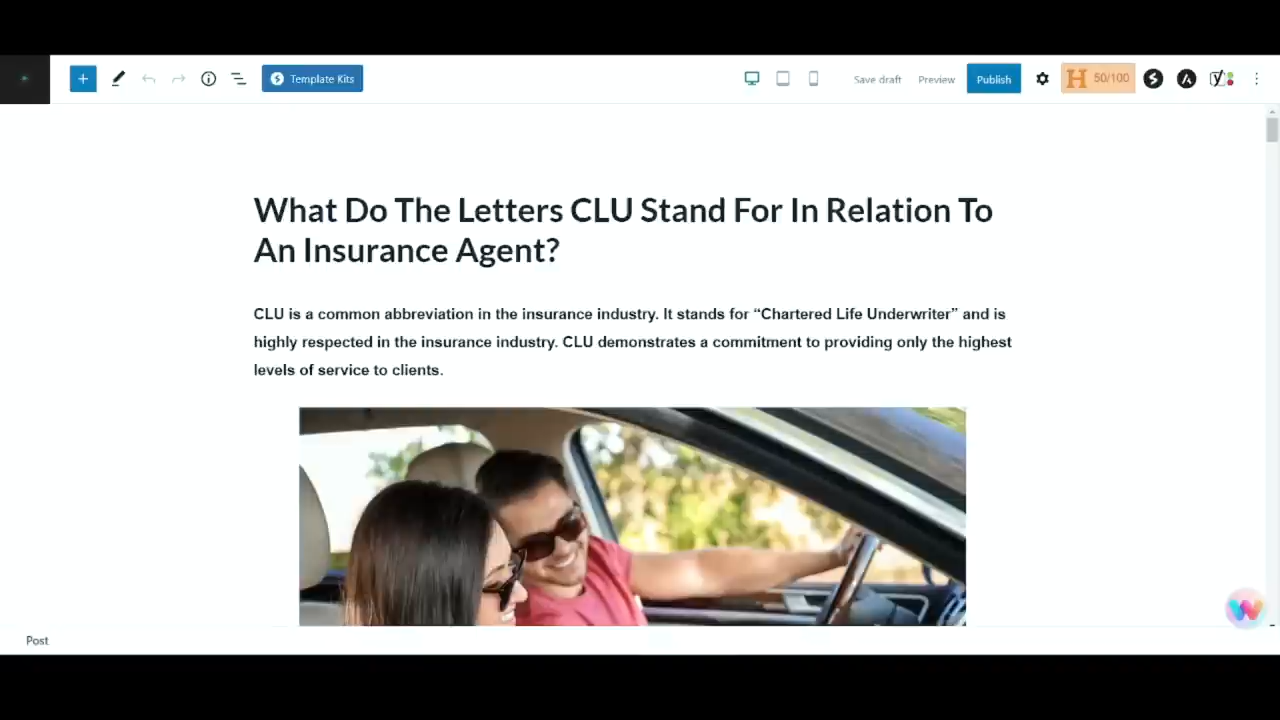 Template Kits
Save draft
Preview
Publish
H 50/100
What Do The Letters CLU Stand For In Relation To
An Insurance Agent?
CLU is a common abbreviation in the insurance industry. It stands for “Chartered Life Underwriter” and is
highly respected in the insurance industry. CLU demonstrates a commitment to providing only the highest
levels of service to clients.
Post